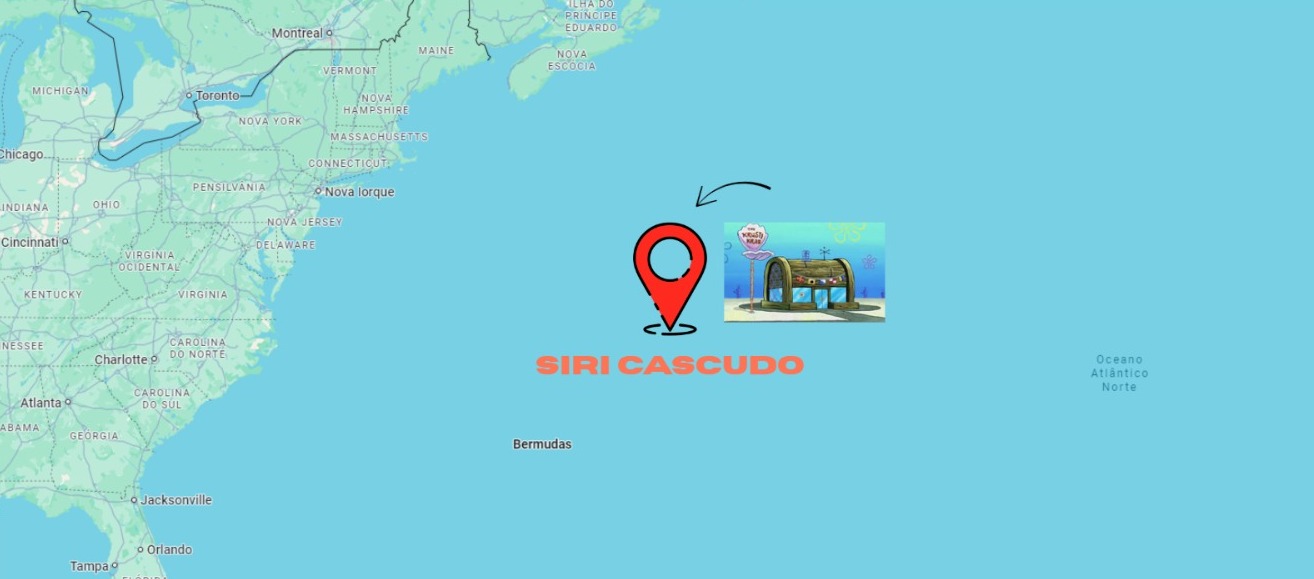 ILHA DO
PRÍNCIPE
EDUARDO
Montreal
MAINE
NOVA
ESCÓCIA
VERMONT
MICHIGAN
Toronto
NOVA
HAMPSHIRE
NOVA YORK
MASSACHUSETTS
Chicago
CONNECTICUT
PENSILVÂNIA
Nova Iorque
INDIANA
OHIO
NOVA JERSEY
Cincinnati
DELAWARE
VIRGÍNIA
OCIDENTAL
THE
KRUSTY
KRAB
KENTUCKY
VIRGÍNIA
NESSEE
CAROLINA
DO NORTE
Charlotte
SIRI CASCUDO
Oceano
Atlântico
Norte
CAROLINA
DO SUL
Atlanta
ABAMA
GEÓRGIA
Bermudas
Jacksonville
Orlando
Tampa
FLÓRIDA